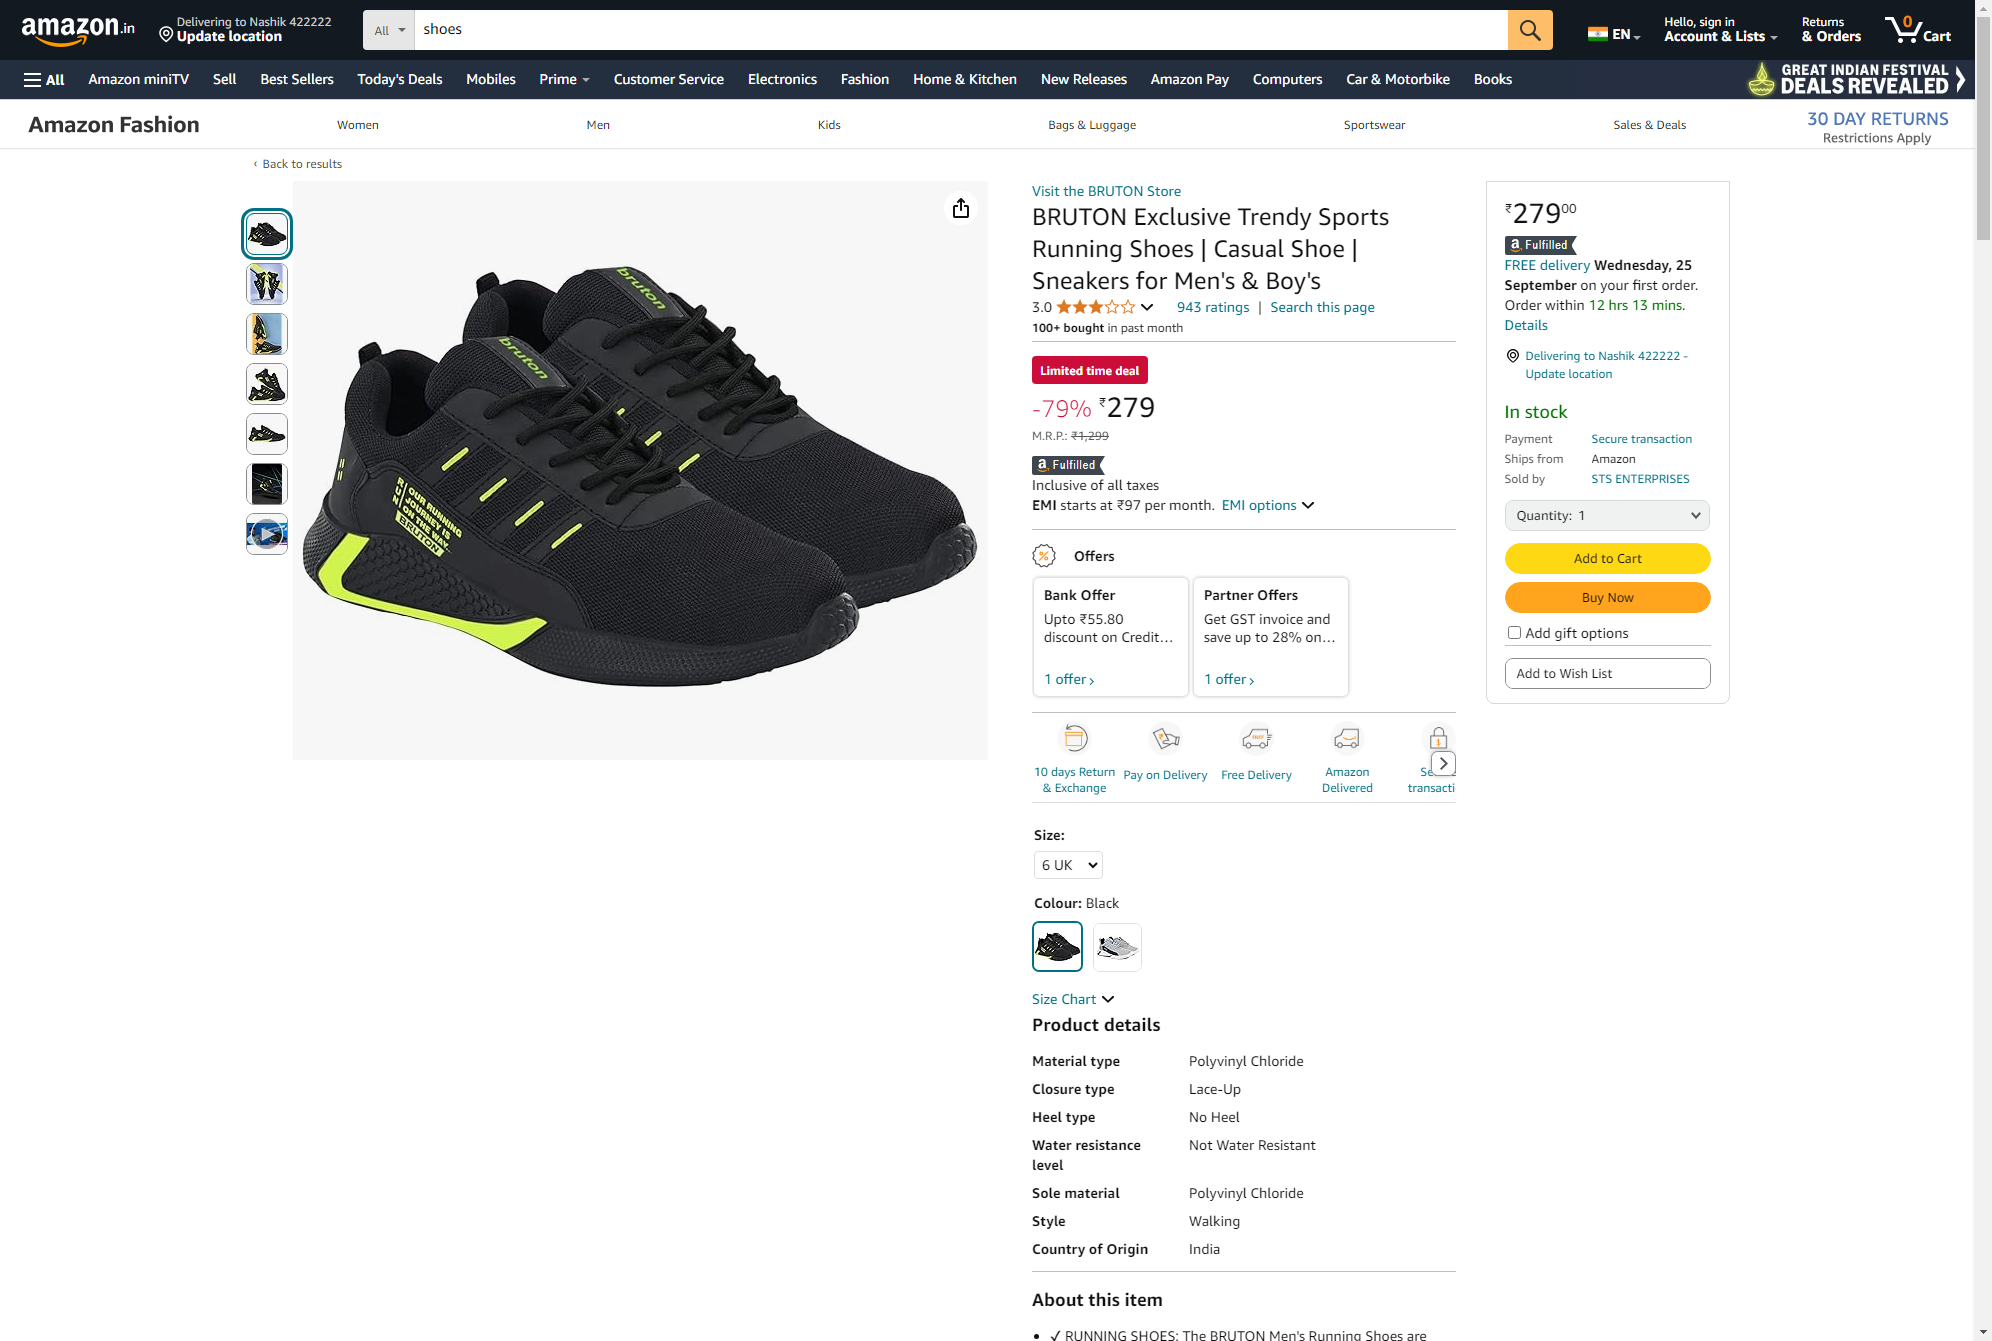 amazon.in
Delivering to Nashik 422222
Update location
All
shoes
EN
Hello, sign in
Account & Lists
Returns
& Orders
0
Cart
All
Amazon miniTV
Sell
Best Sellers
Today's Deals
Mobiles
Prime
Customer Service
Electronics
Fashion
Home & Kitchen
New Releases
Amazon Pay
Computers
Car & Motorbike
Books
GREAT INDIAN FESTIVAL
DEALS REVEALED
Amazon Fashion
Women
Men
Kids
Bags & Luggage
Sportswear
Sales & Deals
30 DAY RETURNS
Restrictions Apply
‹ Back to results
bruton
bruton
RUN
OUR RUNNING
JOURNEY IS
ON THE WAY...
BRUTON
Visit the BRUTON Store
BRUTON Exclusive Trendy Sports
Running Shoes | Casual Shoe |
Sneakers for Men's & Boy's
3.0
943 ratings | Search this page
100+ bought in past month
Limited time deal
-79% ₹279
M.R.P.: ₹1,299
a Fulfilled
Inclusive of all taxes
EMI starts at ₹97 per month. EMI options
Offers
Bank Offer
Upto ₹55.80
discount on Credit…
1 offer ›
Partner Offers
Get GST invoice and
save up to 28% on…
1 offer ›
10 days Return
& Exchange
Pay on Delivery
Free Delivery
Amazon
Delivered
Se
transacti
Size:
6 UK
Colour: Black
Size Chart
Product details
Material type Polyvinyl Chloride
Closure type Lace-Up
Heel type No Heel
Water resistance Not Water Resistant
level
Sole material Polyvinyl Chloride
Style Walking
Country of Origin India
About this item
• ✓ RUNNING SHOES: The BRUTON Men's Running Shoes are
₹279 00
a Fulfilled
FREE delivery Wednesday, 25
September on your first order.
Order within 12 hrs 13 mins.
Details
Delivering to Nashik 422222 -
Update location
In stock
Payment Secure transaction
Ships from Amazon
Sold by STS ENTERPRISES
Quantity: 1
Add to Cart
Buy Now
Add gift options
Add to Wish List